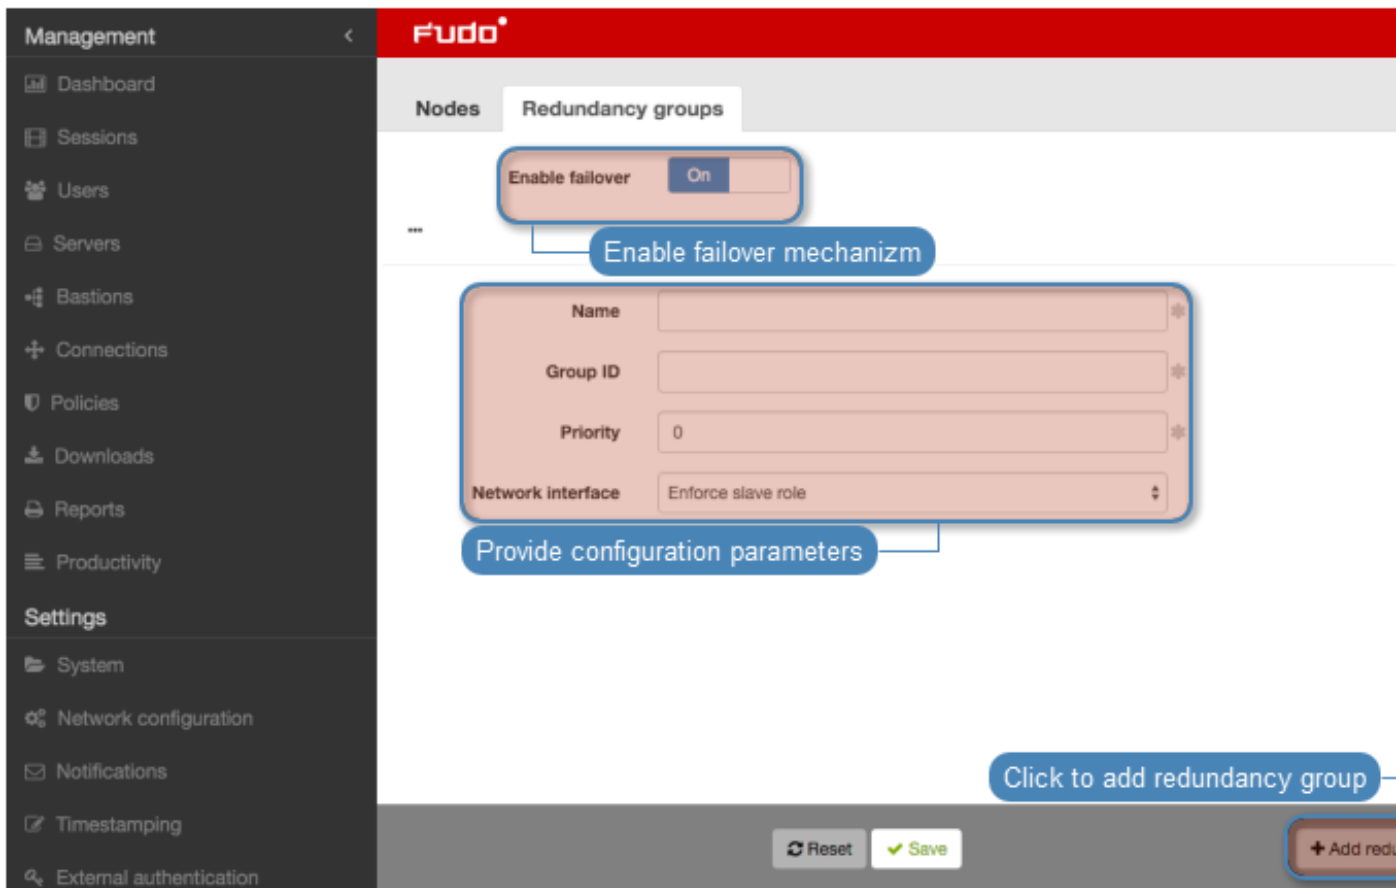 Management
Fudo
Dashboard
Sessions
Users
Servers
Bastions
Connections
Policies
Downloads
Reports
Productivity
Settings
System
Network configuration
Notifications
Timestamping
External authentication
Nodes
Redundancy groups
Enable failover
On
Enable failover mechanizm
Name
Group ID
Priority
0
Network interface
Enforce slave role
Provide configuration parameters
Click to add redundancy group
Reset
Save
+ Add redu